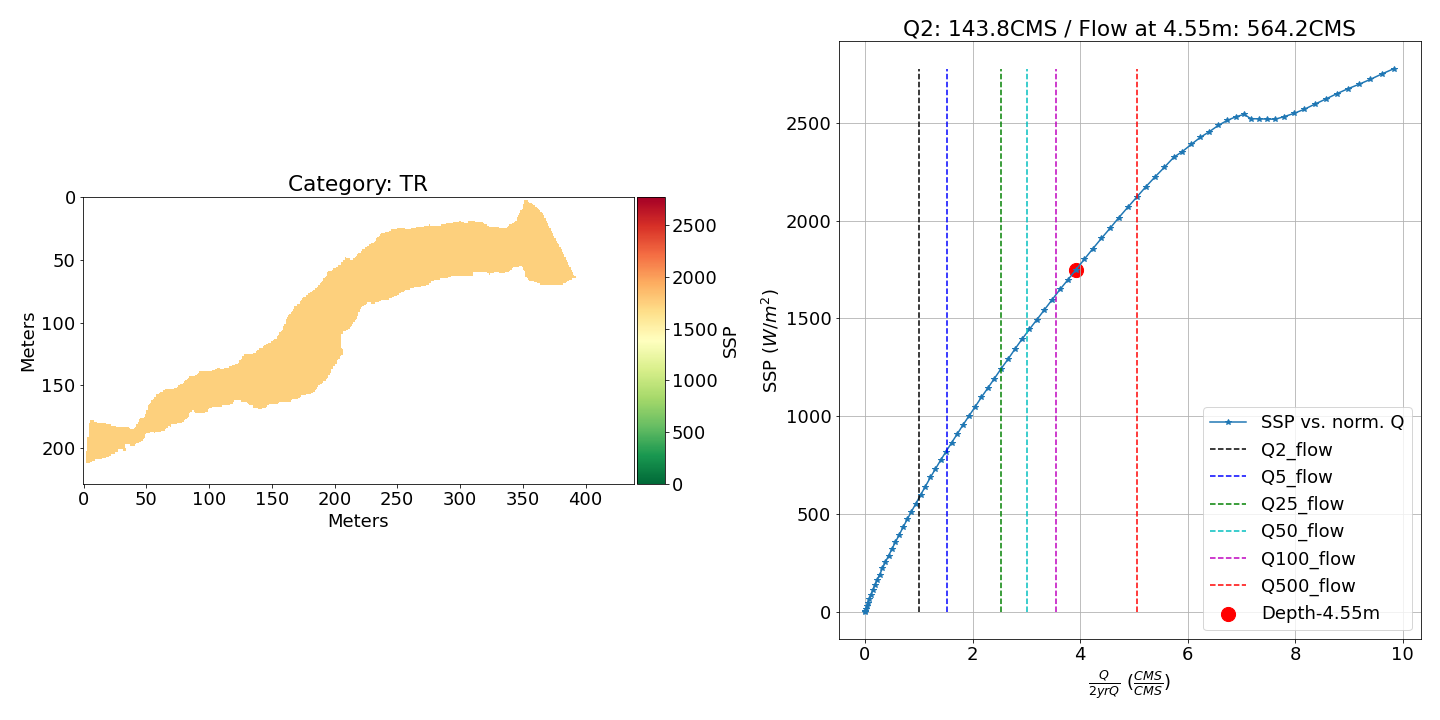 Category: TR
0
50
100
150
200
Meters
0 50 100 150 200 250 300 350 400
Meters
2500
2000
1500
1000
500
0
SSP
Q2: 143.8CMS / Flow at 4.55m: 564.2CMS
2500
2000
1500
1000
500
0
SSP (W/m²)
0 2 4 6 8 10
Q/2yrQ (CMS/CMS)
SSP vs. norm. Q
Q2_flow
Q5_flow
Q25_flow
Q50_flow
Q100_flow
Q500_flow
Depth-4.55m